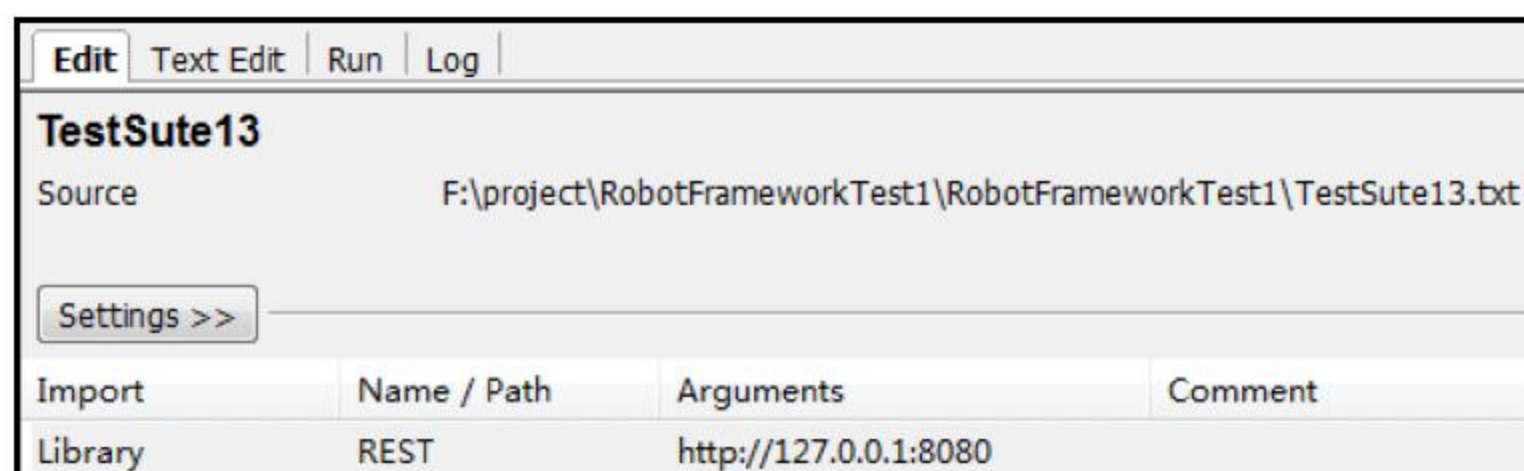 Edit Text Edit Run Log
TestSute13
Source F:\project\RobotFrameworkTest1\RobotFrameworkTest1\TestSute13.txt
Settings >>
Import Name / Path Arguments Comment
Library REST http://127.0.0.1:8080